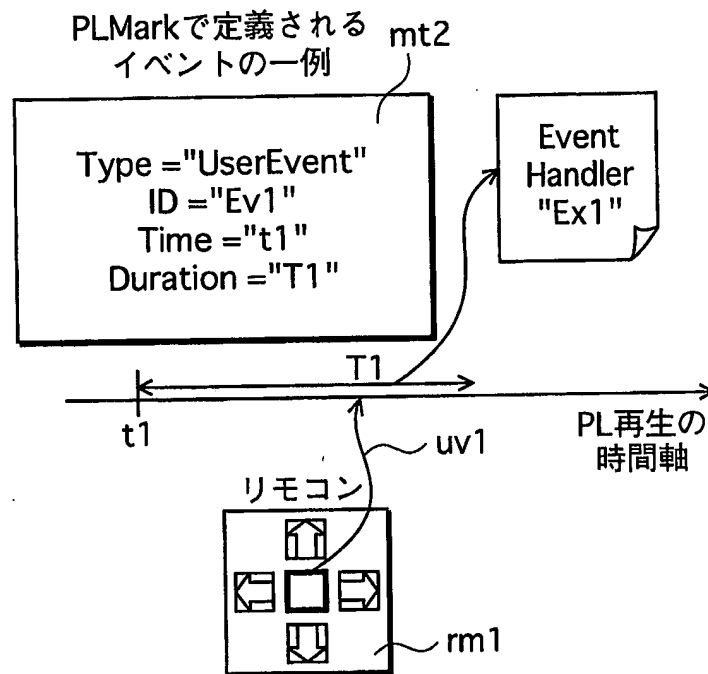 PLMarkで定義される
イベントの一例
mt2
Type ="UserEvent"
ID ="Ev1"
Time ="t1"
Duration ="T1"
Event
Handler
"Ex1"
T1
t1
PL再生の
時間軸
uv1
リモコン
rm1